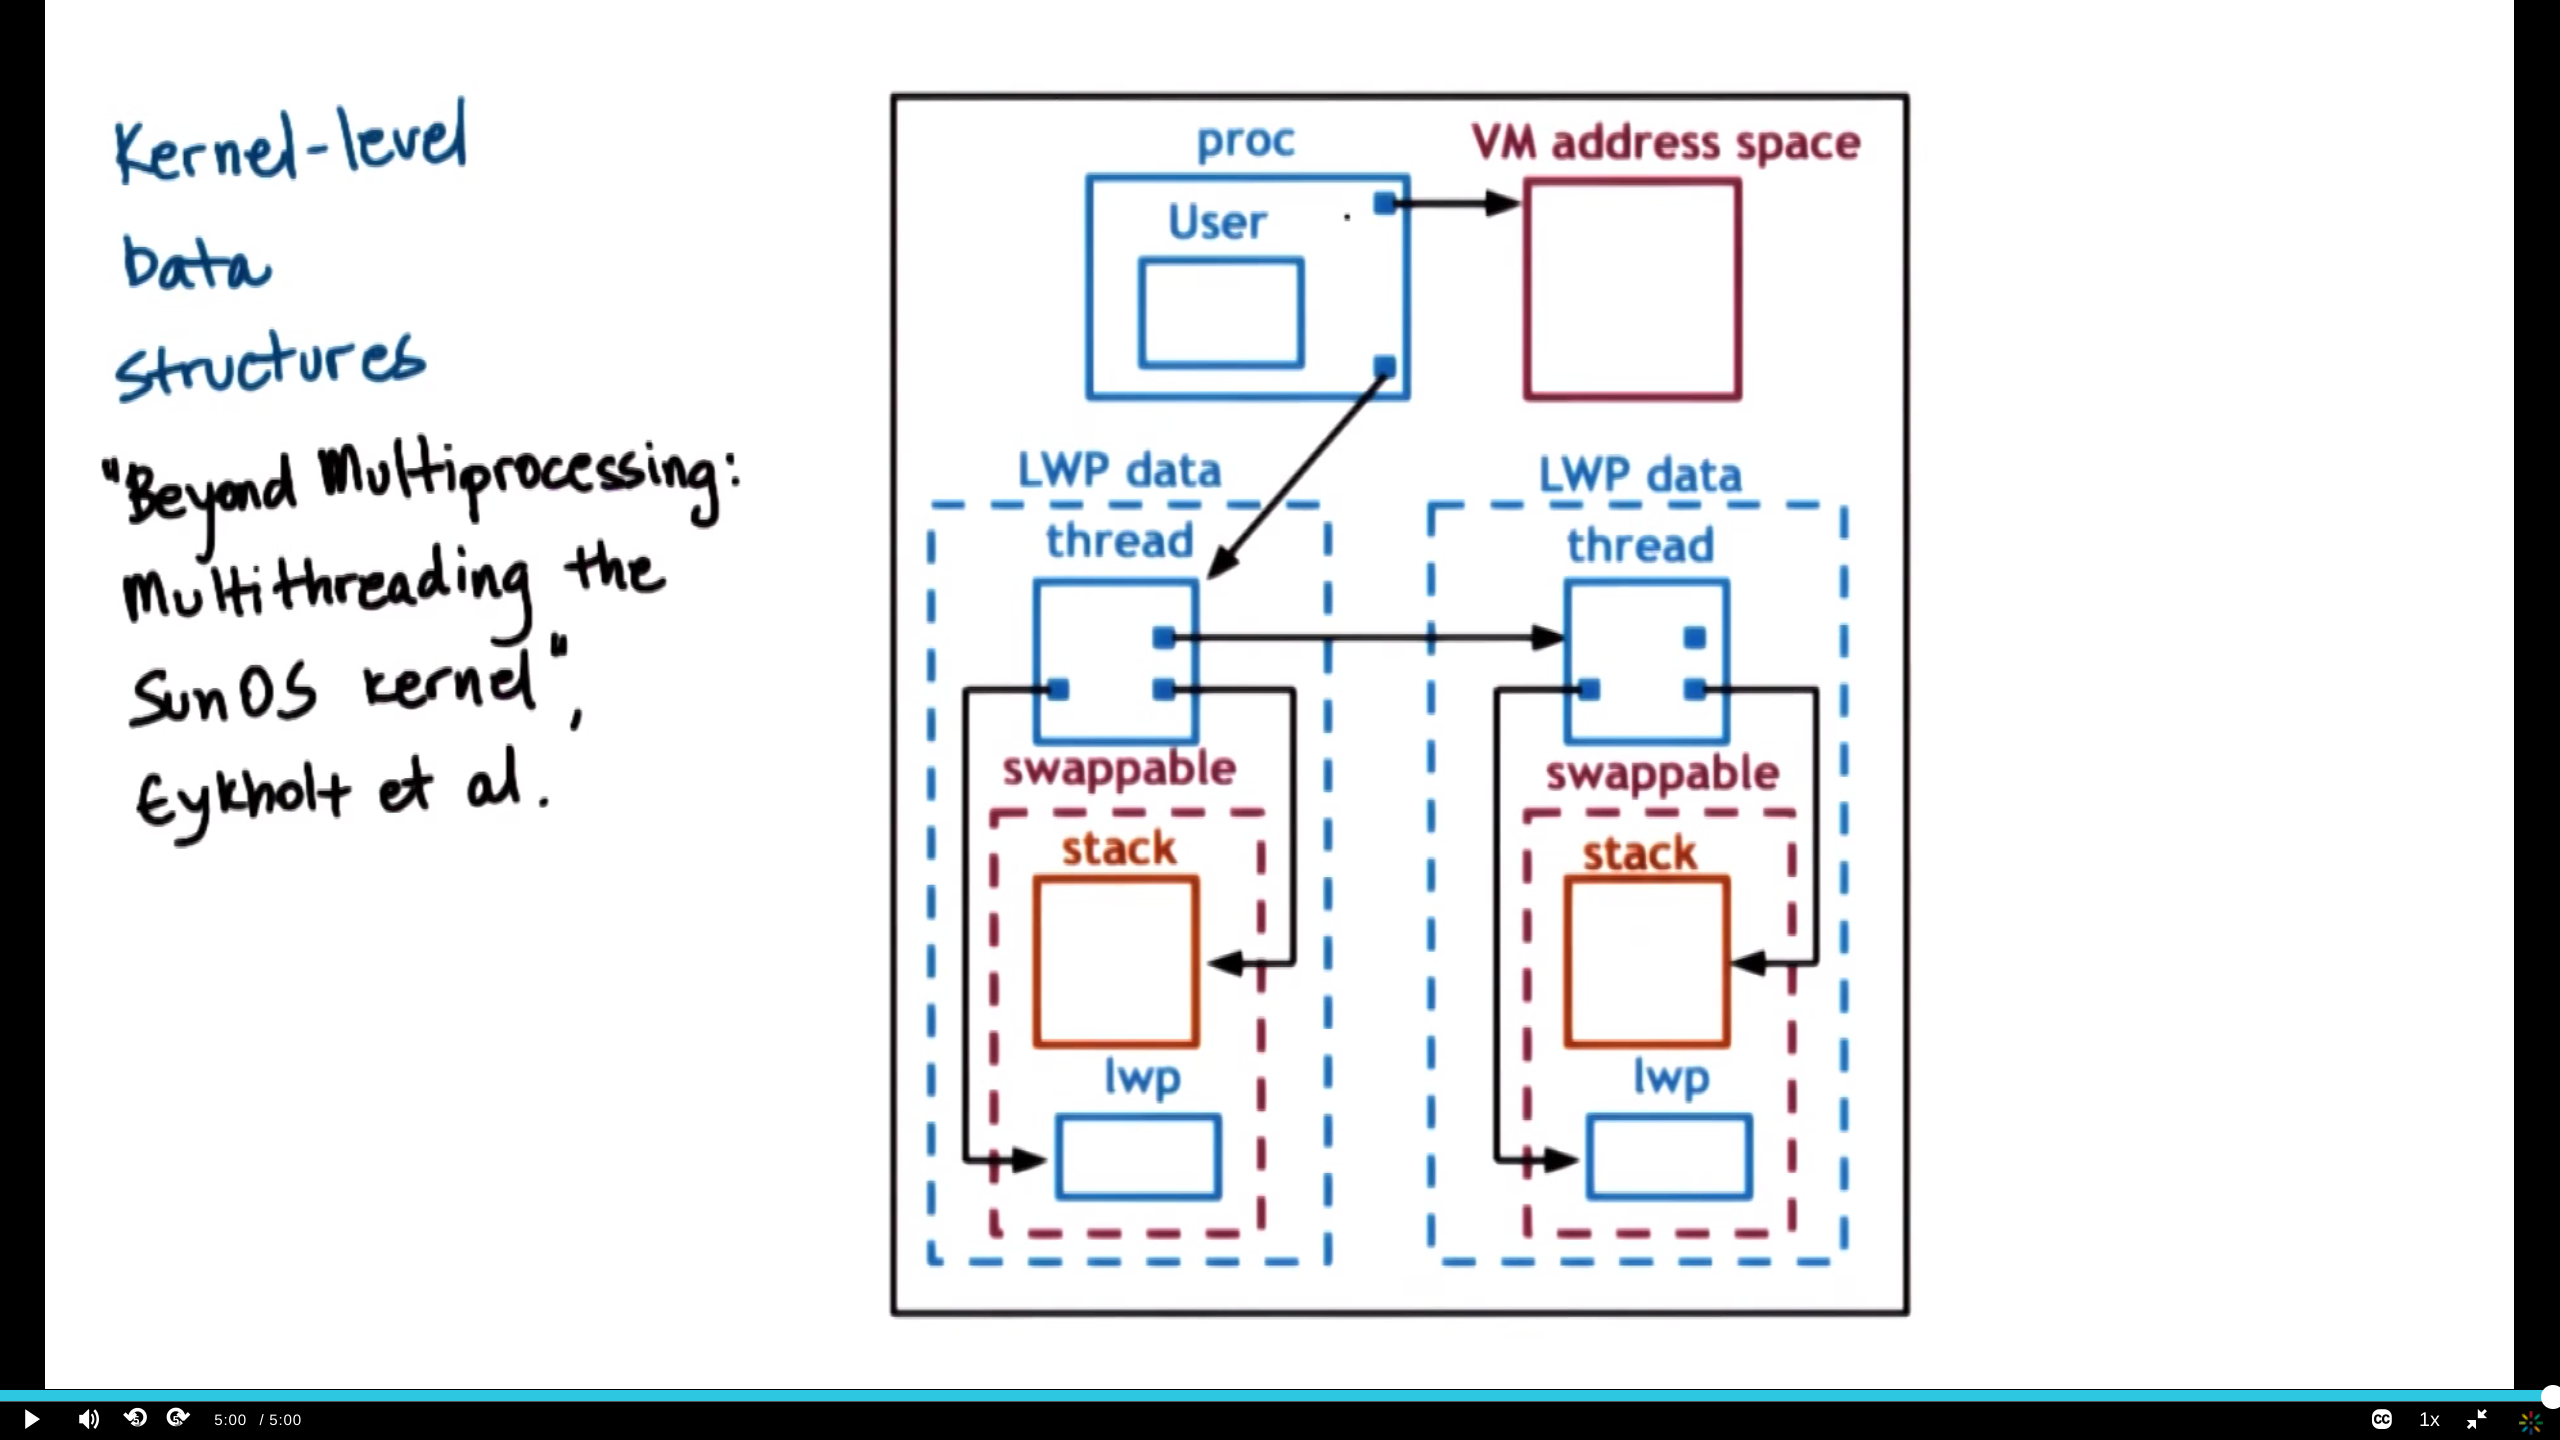 Kernel-level
Data
structures
"Beyond Multiprocessing:
Multithreading the
SunOS kernel",
Eykholt et al.
proc
VM address space
User
LWP data
LWP data
thread
thread
swappable
swappable
stack
stack
lwp
lwp
5:00 / 5:00
CC
1x